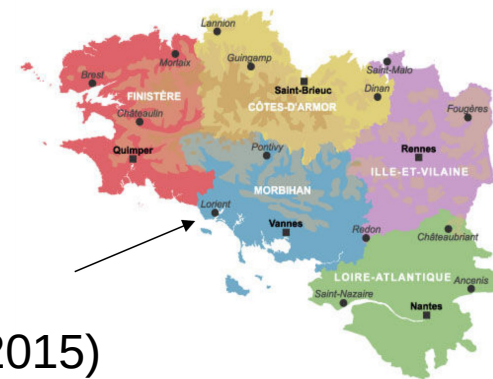 Lannion
Guingamp
Morlaix
Brest
Saint-Malo
Saint-Brieuc
Dinan
FINISTÈRE
CÔTES-D'ARMOR
Fougères
Châteaulin
Quimper
Pontivy
Rennes
ILLE-ET-VILAINE
MORBIHAN
Lorient
Vannes
Redon
Châteaubriant
LOIRE-ATLANTIQUE
Ancenis
Saint-Nazaire
Nantes
2015)